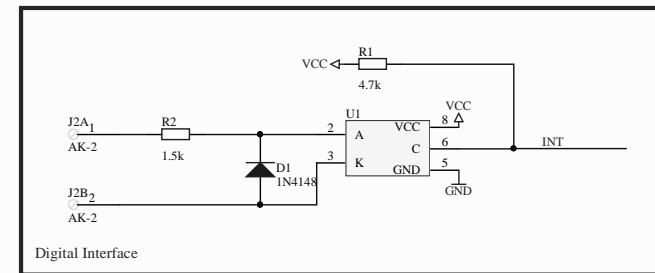 R1
VCC
4.7k
U1
VCC
J2A 1
R2
2
A
VCC
8
AK-2
1.5k
C
6
INT
3
K
GND
5
D1
1N4148
GND
J2B 2
AK-2
Digital Interface